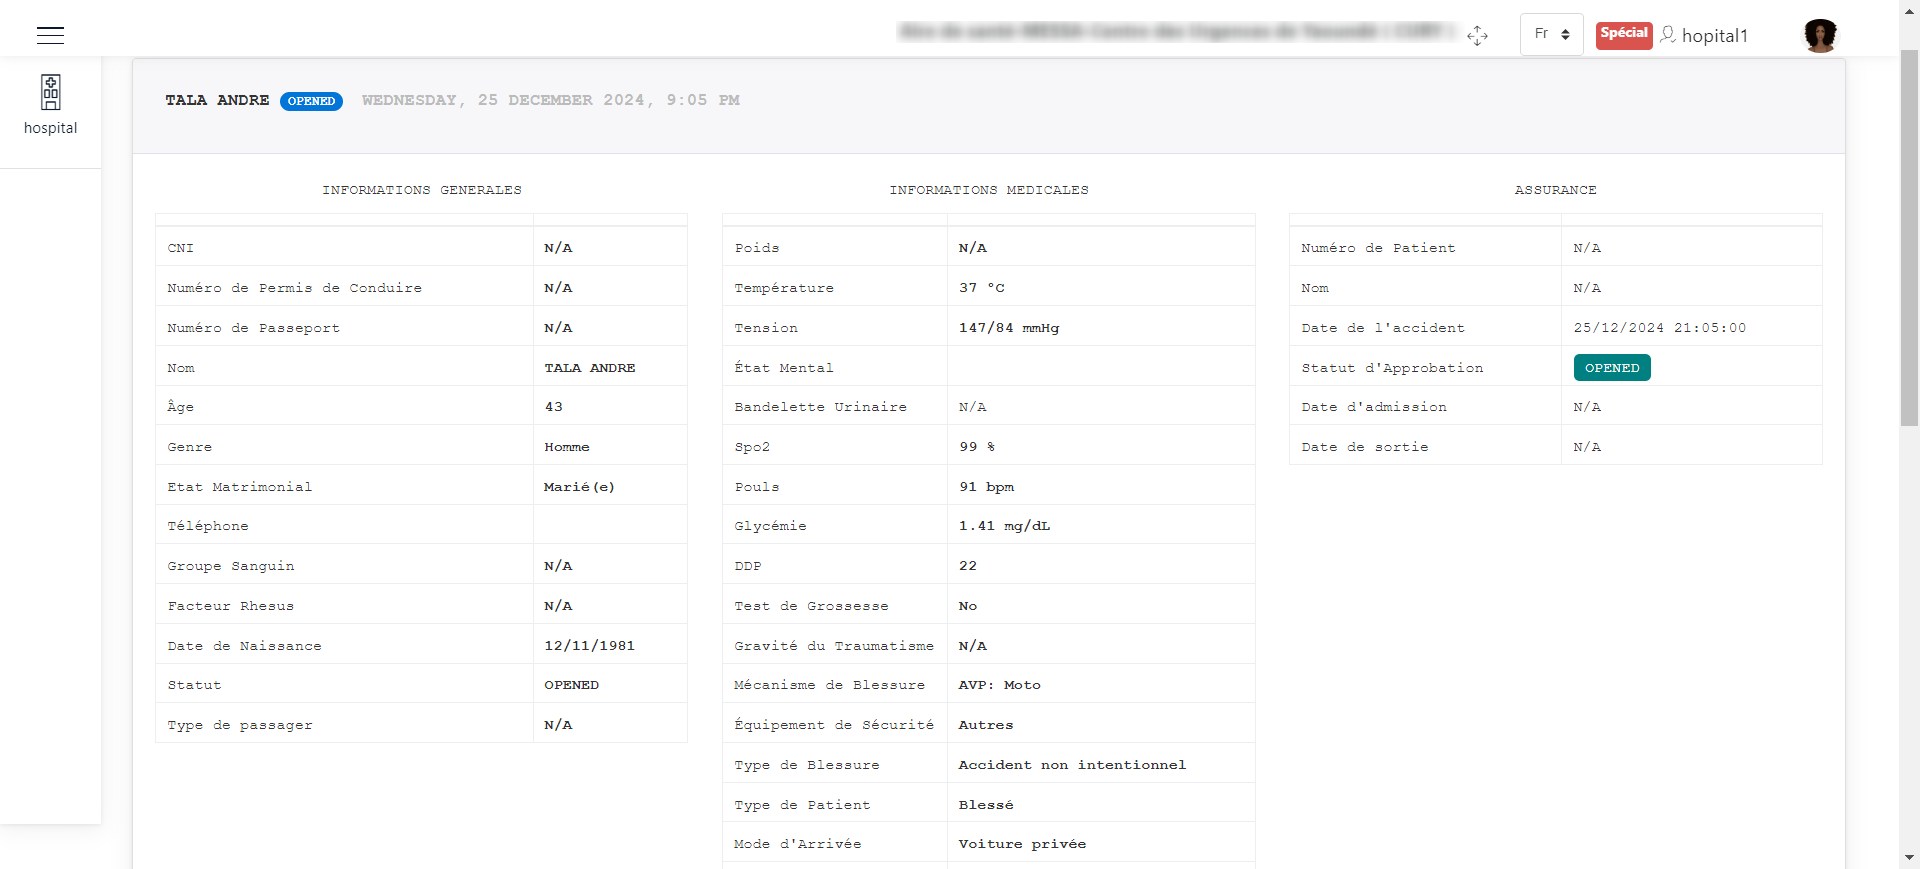 Fr
Spécial
hopital1
hospital
TALA ANDRE OPENED WEDNESDAY, 25 DECEMBER 2024, 9:05 PM
INFORMATIONS GENERALES
CNI N/A
Numéro de Permis de Conduire N/A
Numéro de Passeport N/A
Nom TALA ANDRE
Âge 43
Genre Homme
Etat Matrimonial Marié(e)
Téléphone
Groupe Sanguin N/A
Facteur Rhesus N/A
Date de Naissance 12/11/1981
Statut OPENED
Type de passager N/A
INFORMATIONS MEDICALES
Poids N/A
Température 37 °C
Tension 147/84 mmHg
État Mental
Bandelette Urinaire N/A
Spo2 99 %
Pouls 91 bpm
Glycémie 1.41 mg/dL
DDP 22
Test de Grossesse No
Gravité du Traumatisme N/A
Mécanisme de Blessure AVP: Moto
Équipement de Sécurité Autres
Type de Blessure Accident non intentionnel
Type de Patient Blessé
Mode d'Arrivée Voiture privée
ASSURANCE
Numéro de Patient N/A
Nom N/A
Date de l'accident 25/12/2024 21:05:00
Statut d'Approbation OPENED
Date d'admission N/A
Date de sortie N/A